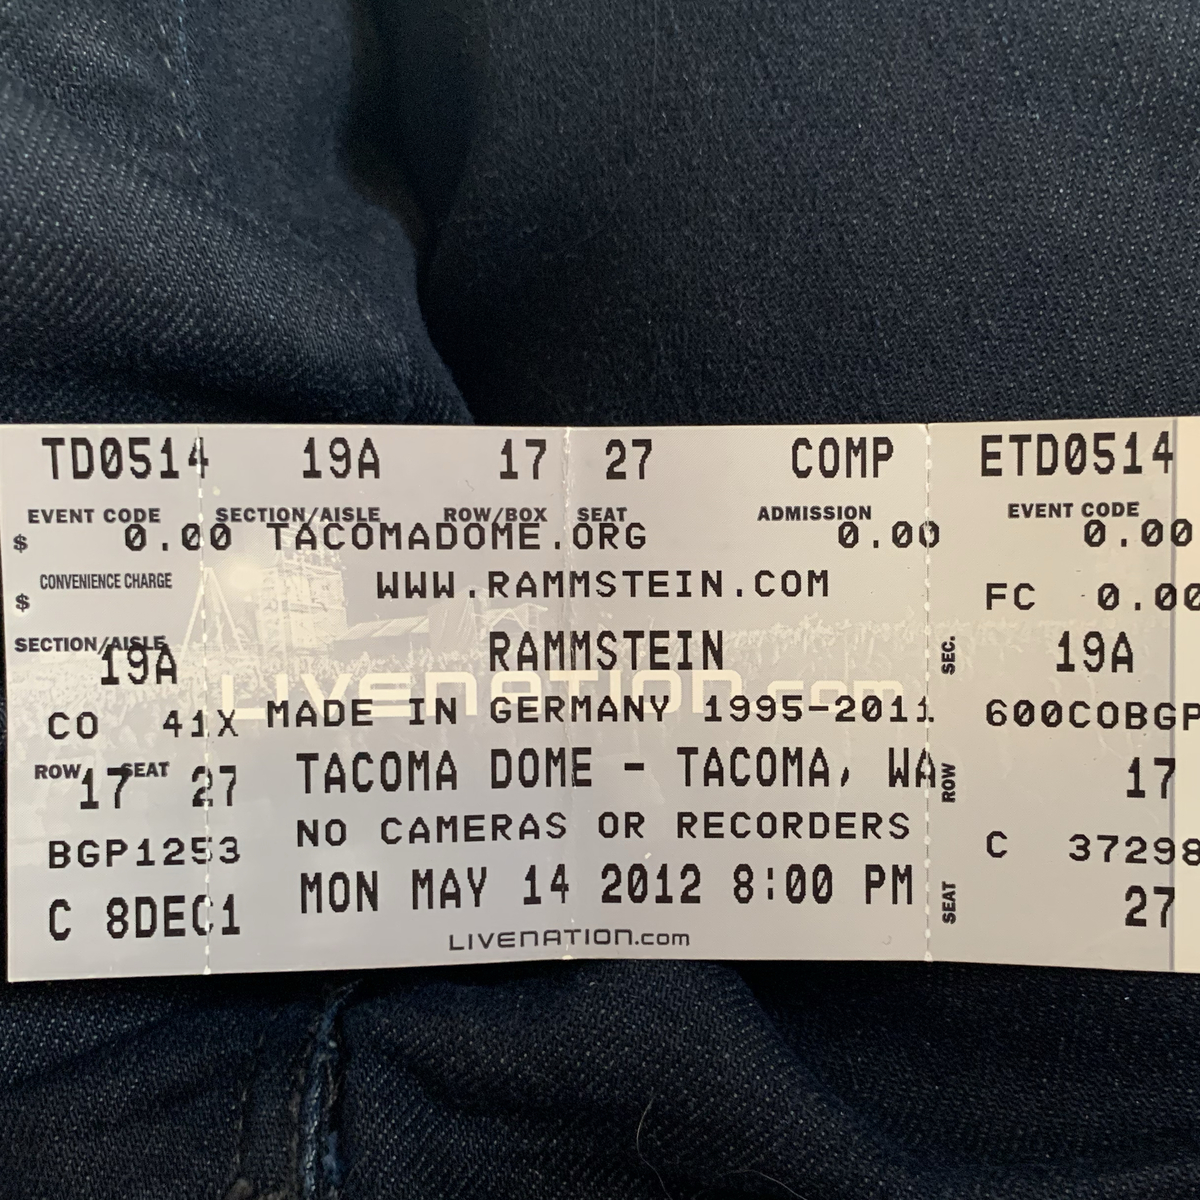 TD0514 19A 17 27 COMP ETD0514
EVENT CODE SECTION/AISLE ROW/BOX SEAT ADMISSION EVENT CODE
$ 0.00 TACOMADOME.ORG 0.00 0.00
CONVENIENCE CHARGE WWW.RAMMSTEIN.COM FC 0.00
$
SECTION/AISLE 19A RAMMSTEIN SEC. 19A
LIVENATION.com
CO 41X MADE IN GERMANY 1995-2011 600COBGP
ROW 17 SEAT 27 TACOMA DOME - TACOMA, WA ROW 17
BGP1253 NO CAMERAS OR RECORDERS C 37298
C 8DEC1 MON MAY 14 2012 8:00 PM SEAT 27
LIVENATION.com